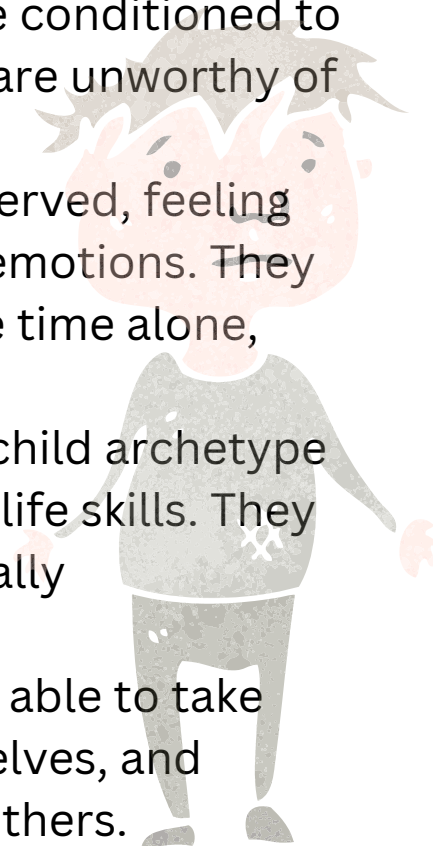 e conditioned to
are unworthy of
erved, feeling
emotions. They
e time alone,
child archetype
life skills. They
ally
able to take
elves, and
thers.